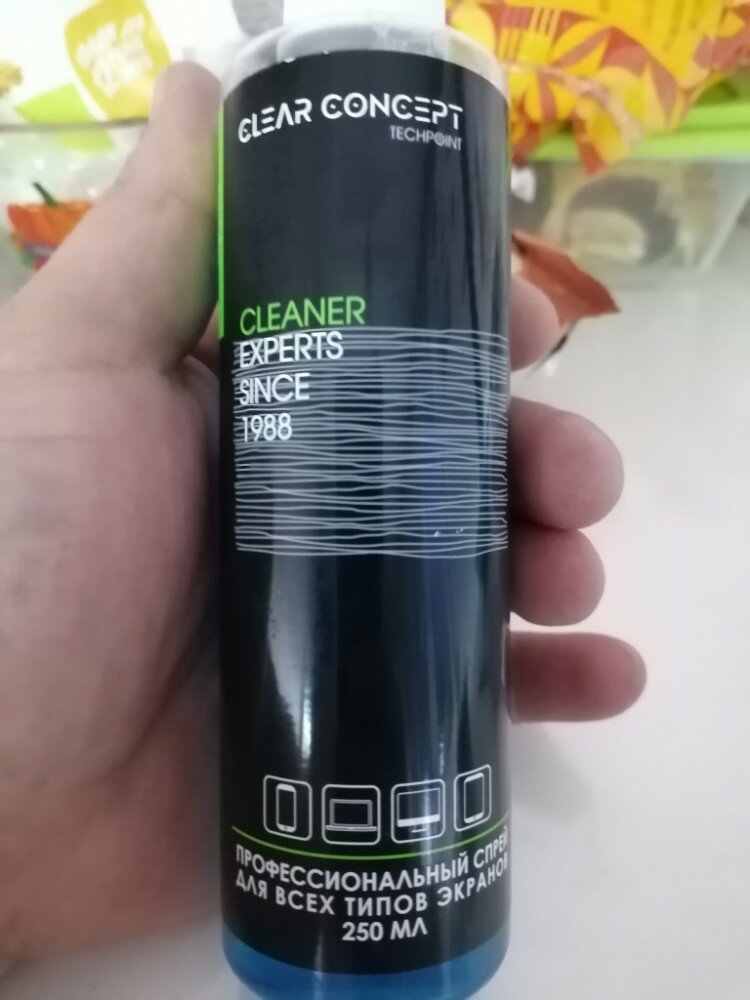 CLEAR CONCEPT
TECHPOINT
CLEANER
EXPERTS
SINCE
1988
ПРОФЕССИОНАЛЬНЫЙ СПРЕЙ
ДЛЯ ВСЕХ ТИПОВ ЭКРАНОВ
250 МЛ